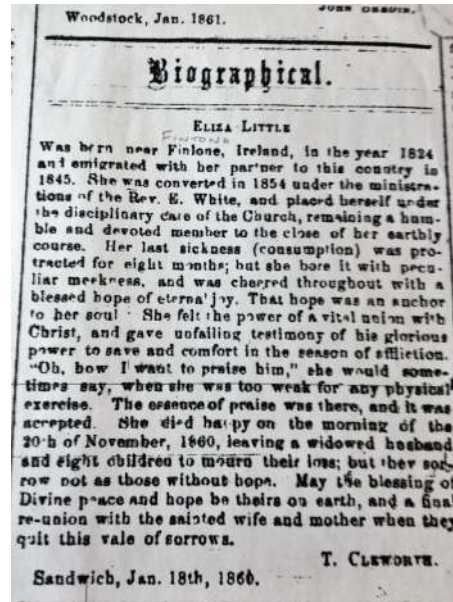 JOHN
Woodstock, Jan. 1861.
Biographical.
ELIZA LITTLE
FINTONA
Was born near Finlone, Ireland, in the year 1824
and emigrated with her partner to this country in
1845. She was converted in 1854 under the ministra-
tions of the Rev. E. White, and placed herself under
the disciplinary care of the Church, remaining a hum-
ble and devoted member to the close of her earthly
course. Her last sickness (consumption) was pro-
tracted for eight months; but she bore it with pecu-
liar meekness, and was cheered throughout with a
blessed hope of eternal joy. That hope was an anchor
to her soul. She felt the power of a vital union with
Christ, and gave unfailing testimony of his glorious
power to save and comfort in the season of affliction.
"Oh, how I want to praise him," she would some-
times say, when she was too weak for any physical
exercise. The essence of praise was there, and it was
accepted. She died happy on the morning of the
20th of November, 1860, leaving a widowed husband
and eight children to mourn their loss; but they sor-
row not as those without hope. May the blessing of
Divine peace and hope be theirs on earth, and a final
re-union with the sainted wife and mother when they
quit this vale of sorrows.
T. CLEWORTH.
Sandwich, Jan. 18th, 1860.